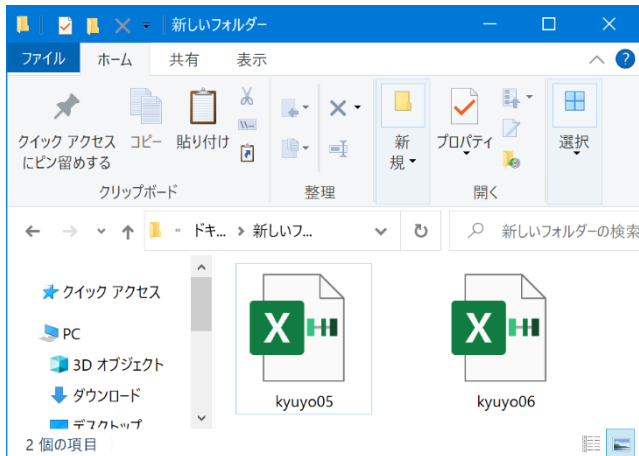 新しいフォルダー
ファイル ホーム 共有 表示
クイック アクセス
にピン留めする
コピー
貼り付け
新
規
プロパティ
選択
クリップボード 整理 開く
« ドキ... 新しいフ... 新しいフォルダーの検索
クイック アクセス
PC
3D オブジェクト
ダウンロード
デスクトップ
kyuyo05 kyuyo06
2 個の項目